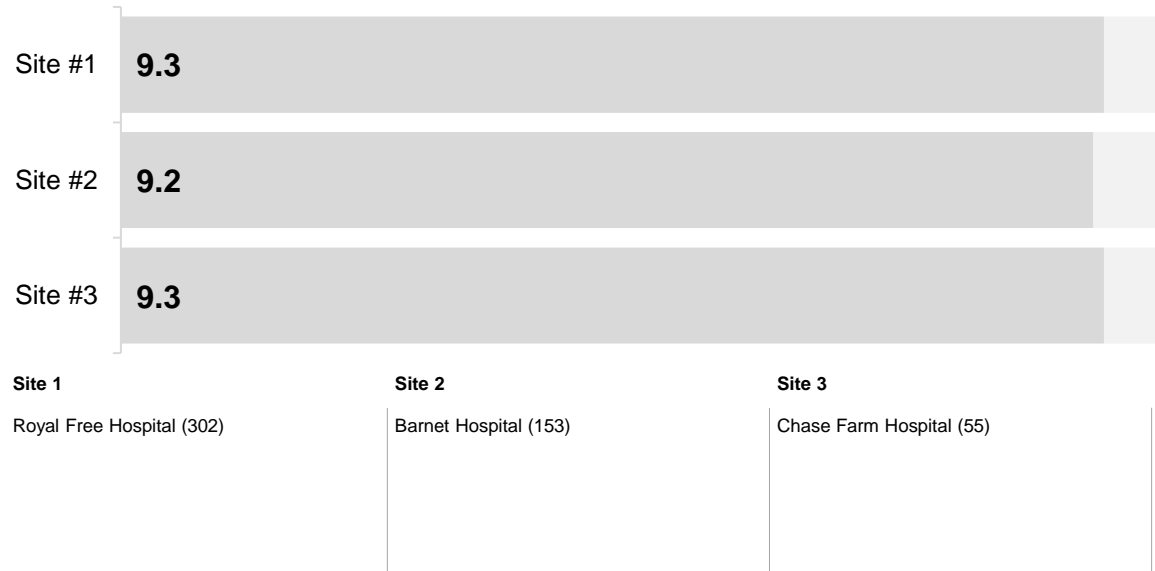 Site #1 9.3
Site #2 9.2
Site #3 9.3
Site 1 Site 2 Site 3
Royal Free Hospital (302) Barnet Hospital (153) Chase Farm Hospital (55)